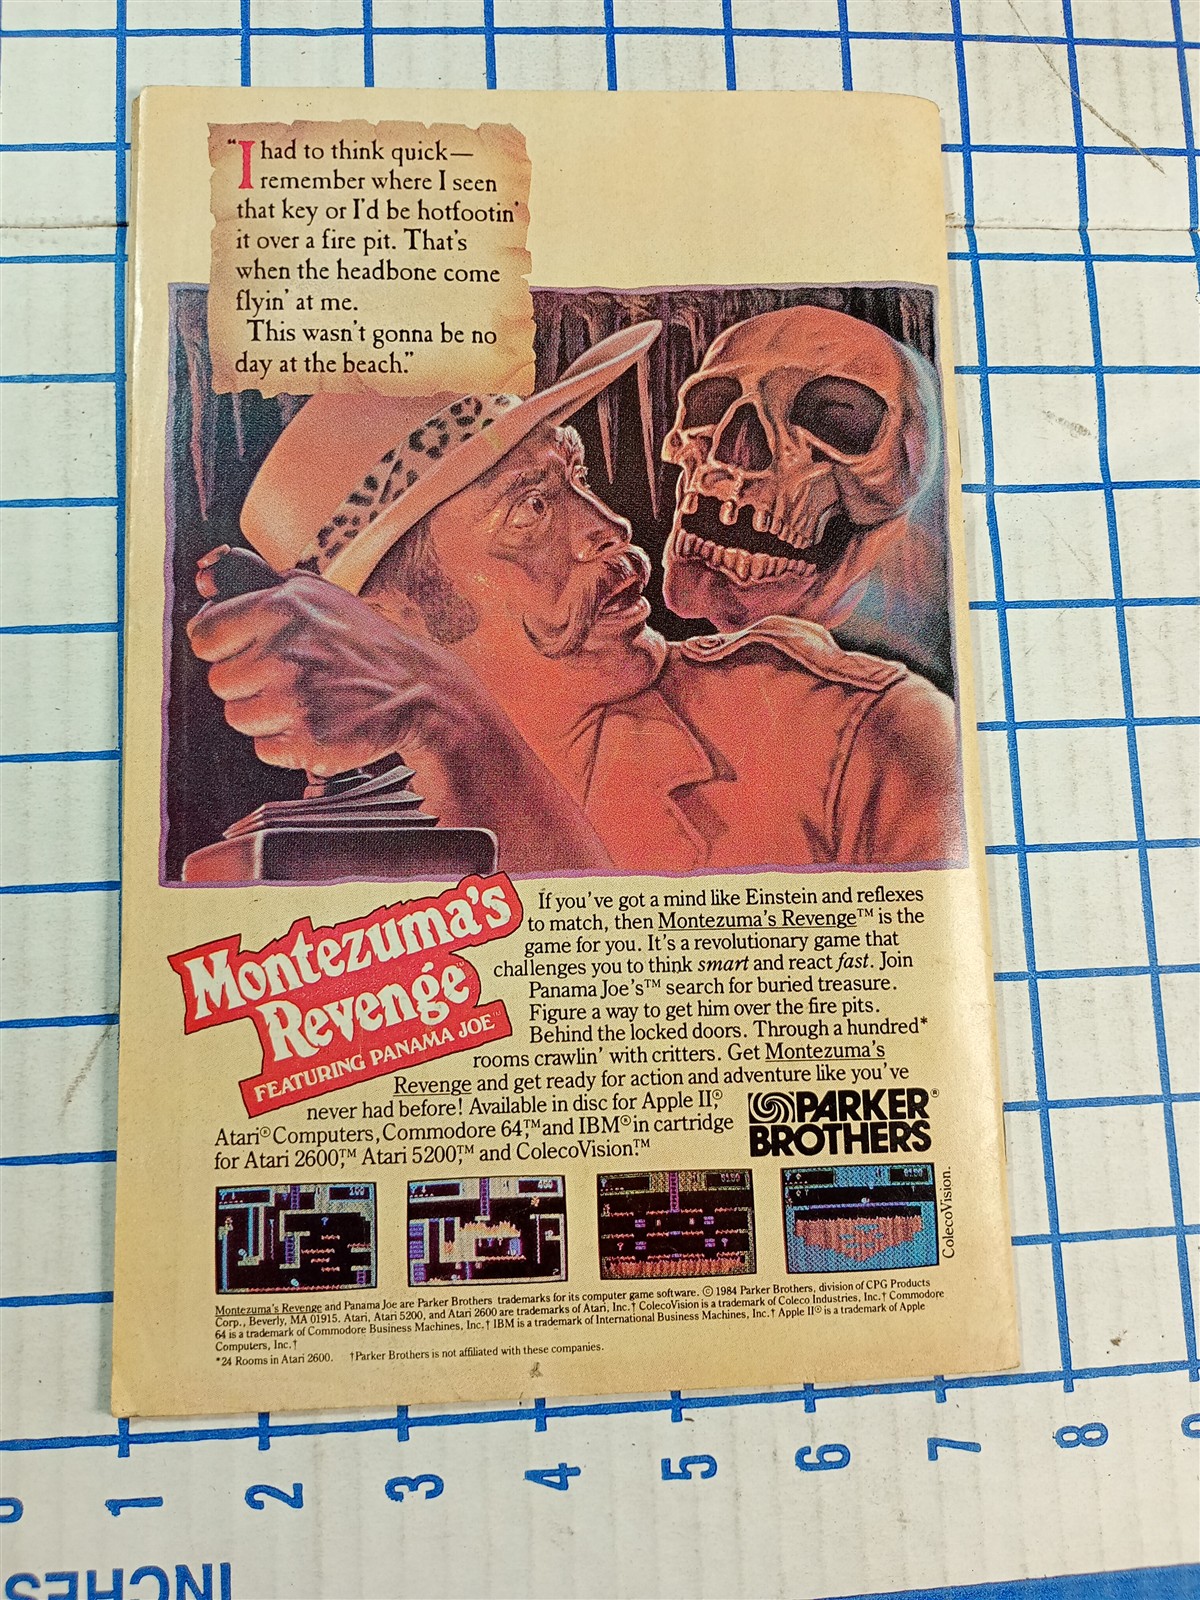 "I had to think quick—
remember where I seen
that key or I'd be hotfootin'
it over a fire pit. That's
when the headbone come
flyin' at me.
This wasn't gonna be no
day at the beach."
Montezuma's
Revenge™
FEATURING PANAMA JOE™
If you've got a mind like Einstein and reflexes
to match, then Montezuma's Revenge™ is the
game for you. It's a revolutionary game that
challenges you to think smart and react fast. Join
Panama Joe's™ search for buried treasure.
Figure a way to get him over the fire pits.
Behind the locked doors. Through a hundred*
rooms crawlin' with critters. Get Montezuma's
Revenge and get ready for action and adventure like you've
never had before! Available in disc for Apple II,®
Atari® Computers, Commodore 64,™ and IBM® in cartridge
for Atari 2600,™ Atari 5200,™ and ColecoVision.™
PARKER®
BROTHERS
ColecoVision.
Montezuma's Revenge and Panama Joe are Parker Brothers trademarks for its computer game software. © 1984 Parker Brothers, division of CPG Products
Corp., Beverly, MA 01915. Atari, Atari 5200, and Atari 2600 are trademarks of Atari, Inc.† ColecoVision is a trademark of Coleco Industries, Inc.† Commodore
64 is a trademark of Commodore Business Machines, Inc.† IBM is a trademark of International Business Machines, Inc.† Apple II® is a trademark of Apple
Computers, Inc.†
*24 Rooms in Atari 2600. †Parker Brothers is not affiliated with these companies.
0 1 2 3 4 5 6 7 8 9
INCHES